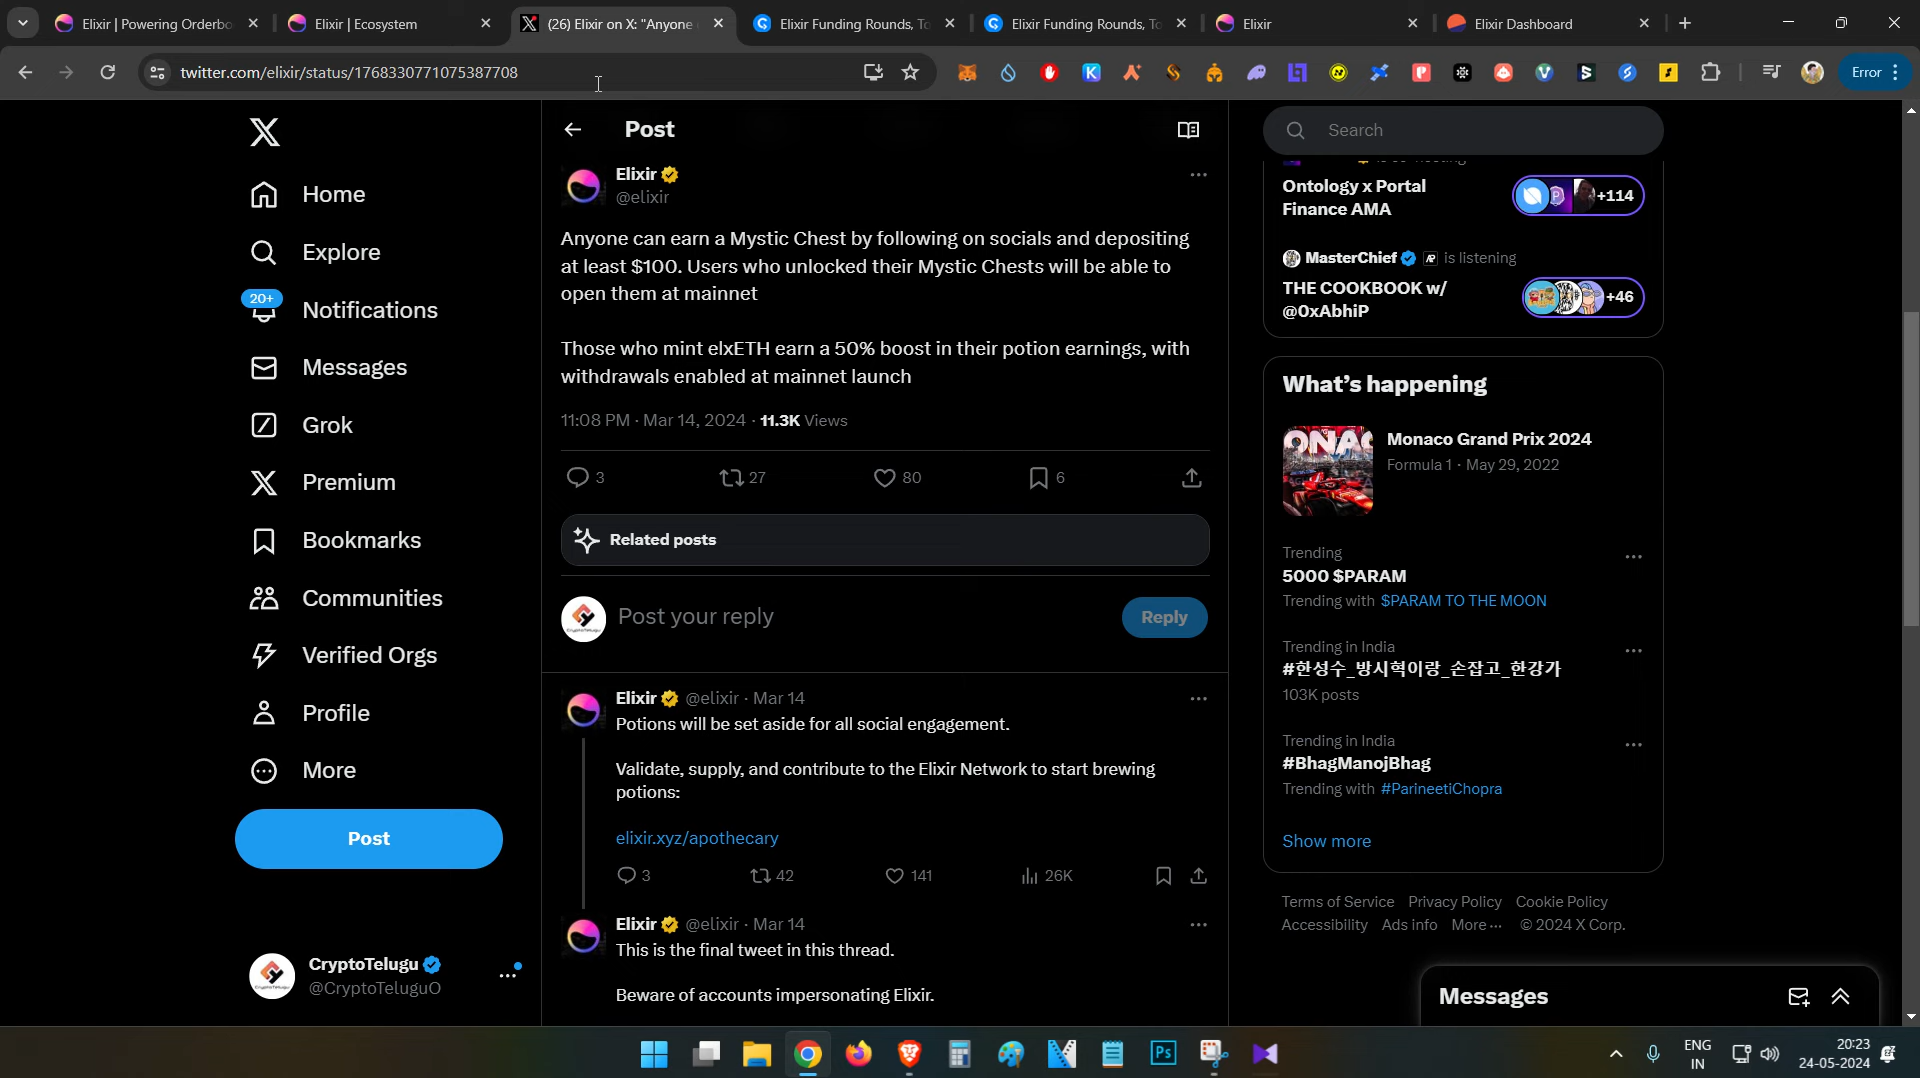 Elixir | Powering Orderbo
Elixir | Ecosystem
(26) Elixir on X: "Anyone
Elixir Funding Rounds, To
Elixir Funding Rounds, To
Elixir
Elixir Dashboard
twitter.com/elixir/status/1768330771075387708
Error
Home
Explore
20+
Notifications
Messages
Grok
Premium
Bookmarks
Communities
Verified Orgs
Profile
More
Post
CryptoTelugu
@CryptoTeluguO
Post
Elixir
@elixir
Anyone can earn a Mystic Chest by following on socials and depositing
at least $100. Users who unlocked their Mystic Chests will be able to
open them at mainnet
Those who mint elxETH earn a 50% boost in their potion earnings, with
withdrawals enabled at mainnet launch
11:08 PM · Mar 14, 2024 · 11.3K Views
3 27 80 6
Related posts
Post your reply
Reply
Elixir @elixir · Mar 14
Potions will be set aside for all social engagement.
Validate, supply, and contribute to the Elixir Network to start brewing
potions:
elixir.xyz/apothecary
3 42 141 26K
Elixir @elixir · Mar 14
This is the final tweet in this thread.
Beware of accounts impersonating Elixir.
Search
Ontology x Portal
Finance AMA
+114
MasterChief is listening
THE COOKBOOK w/
@0xAbhiP
+46
What's happening
Monaco Grand Prix 2024
Formula 1 · May 29, 2022
Trending
5000 $PARAM
Trending with $PARAM TO THE MOON
Trending in India
#한성수_방시혁이랑_손잡고_한강가
103K posts
Trending in India
#BhagManojBhag
Trending with #ParineetiChopra
Show more
Terms of Service Privacy Policy Cookie Policy
Accessibility Ads info More ··· © 2024 X Corp.
Messages
Ps
ENG
IN
20:23
24-05-2024